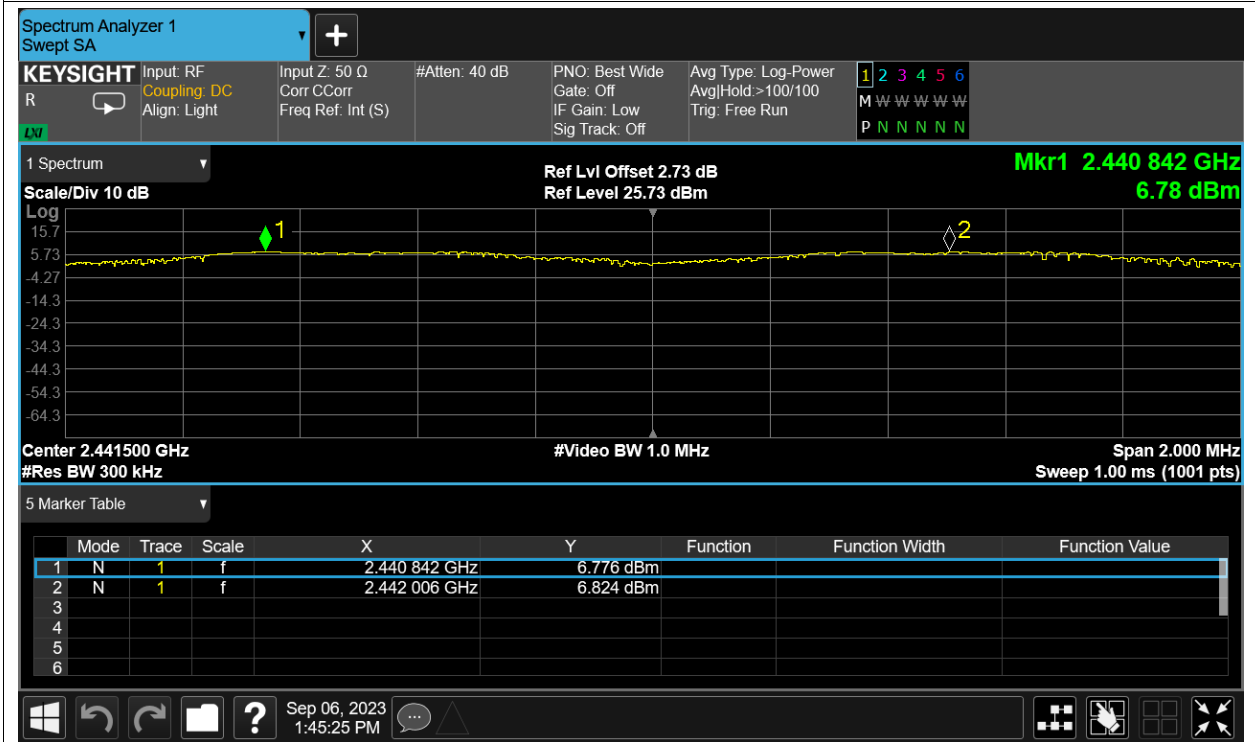 Spectrum Analyzer 1
Swept SA
KEYSIGHT
R
LXI
Input: RF
Coupling: DC
Align: Light
Input Z: 50 Ω
Corr CCorr
Freq Ref: Int (S)
#Atten: 40 dB
PNO: Best Wide
Gate: Off
IF Gain: Low
Sig Track: Off
Avg Type: Log-Power
Avg|Hold:>100/100
Trig: Free Run
1 2 3 4 5 6
M W W W W W
P N N N N N
1 Spectrum
Scale/Div 10 dB
Ref Lvl Offset 2.73 dB
Ref Level 25.73 dBm
Mkr1 2.440 842 GHz
6.78 dBm
Log
15.7
5.73
-4.27
-14.3
-24.3
-34.3
-44.3
-54.3
-64.3
1
2
Center 2.441500 GHz
#Video BW 1.0 MHz
Span 2.000 MHz
#Res BW 300 kHz
Sweep 1.00 ms (1001 pts)
5 Marker Table
Mode Trace Scale X Y Function Function Width Function Value
1 N 1 f 2.440 842 GHz 6.776 dBm
2 N 1 f 2.442 006 GHz 6.824 dBm
3
4
5
6
?
Sep 06, 2023
1:45:25 PM